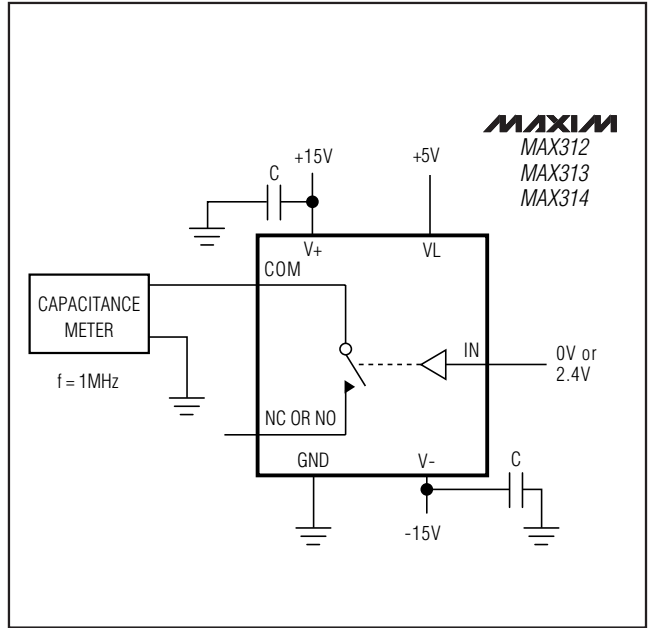 MAXIM
MAX312
MAX313
MAX314
+15V
+5V
C
V+
VL
COM
CAPACITANCE
METER
f = 1MHz
IN
0V or
2.4V
NC OR NO
GND
V-
C
-15V